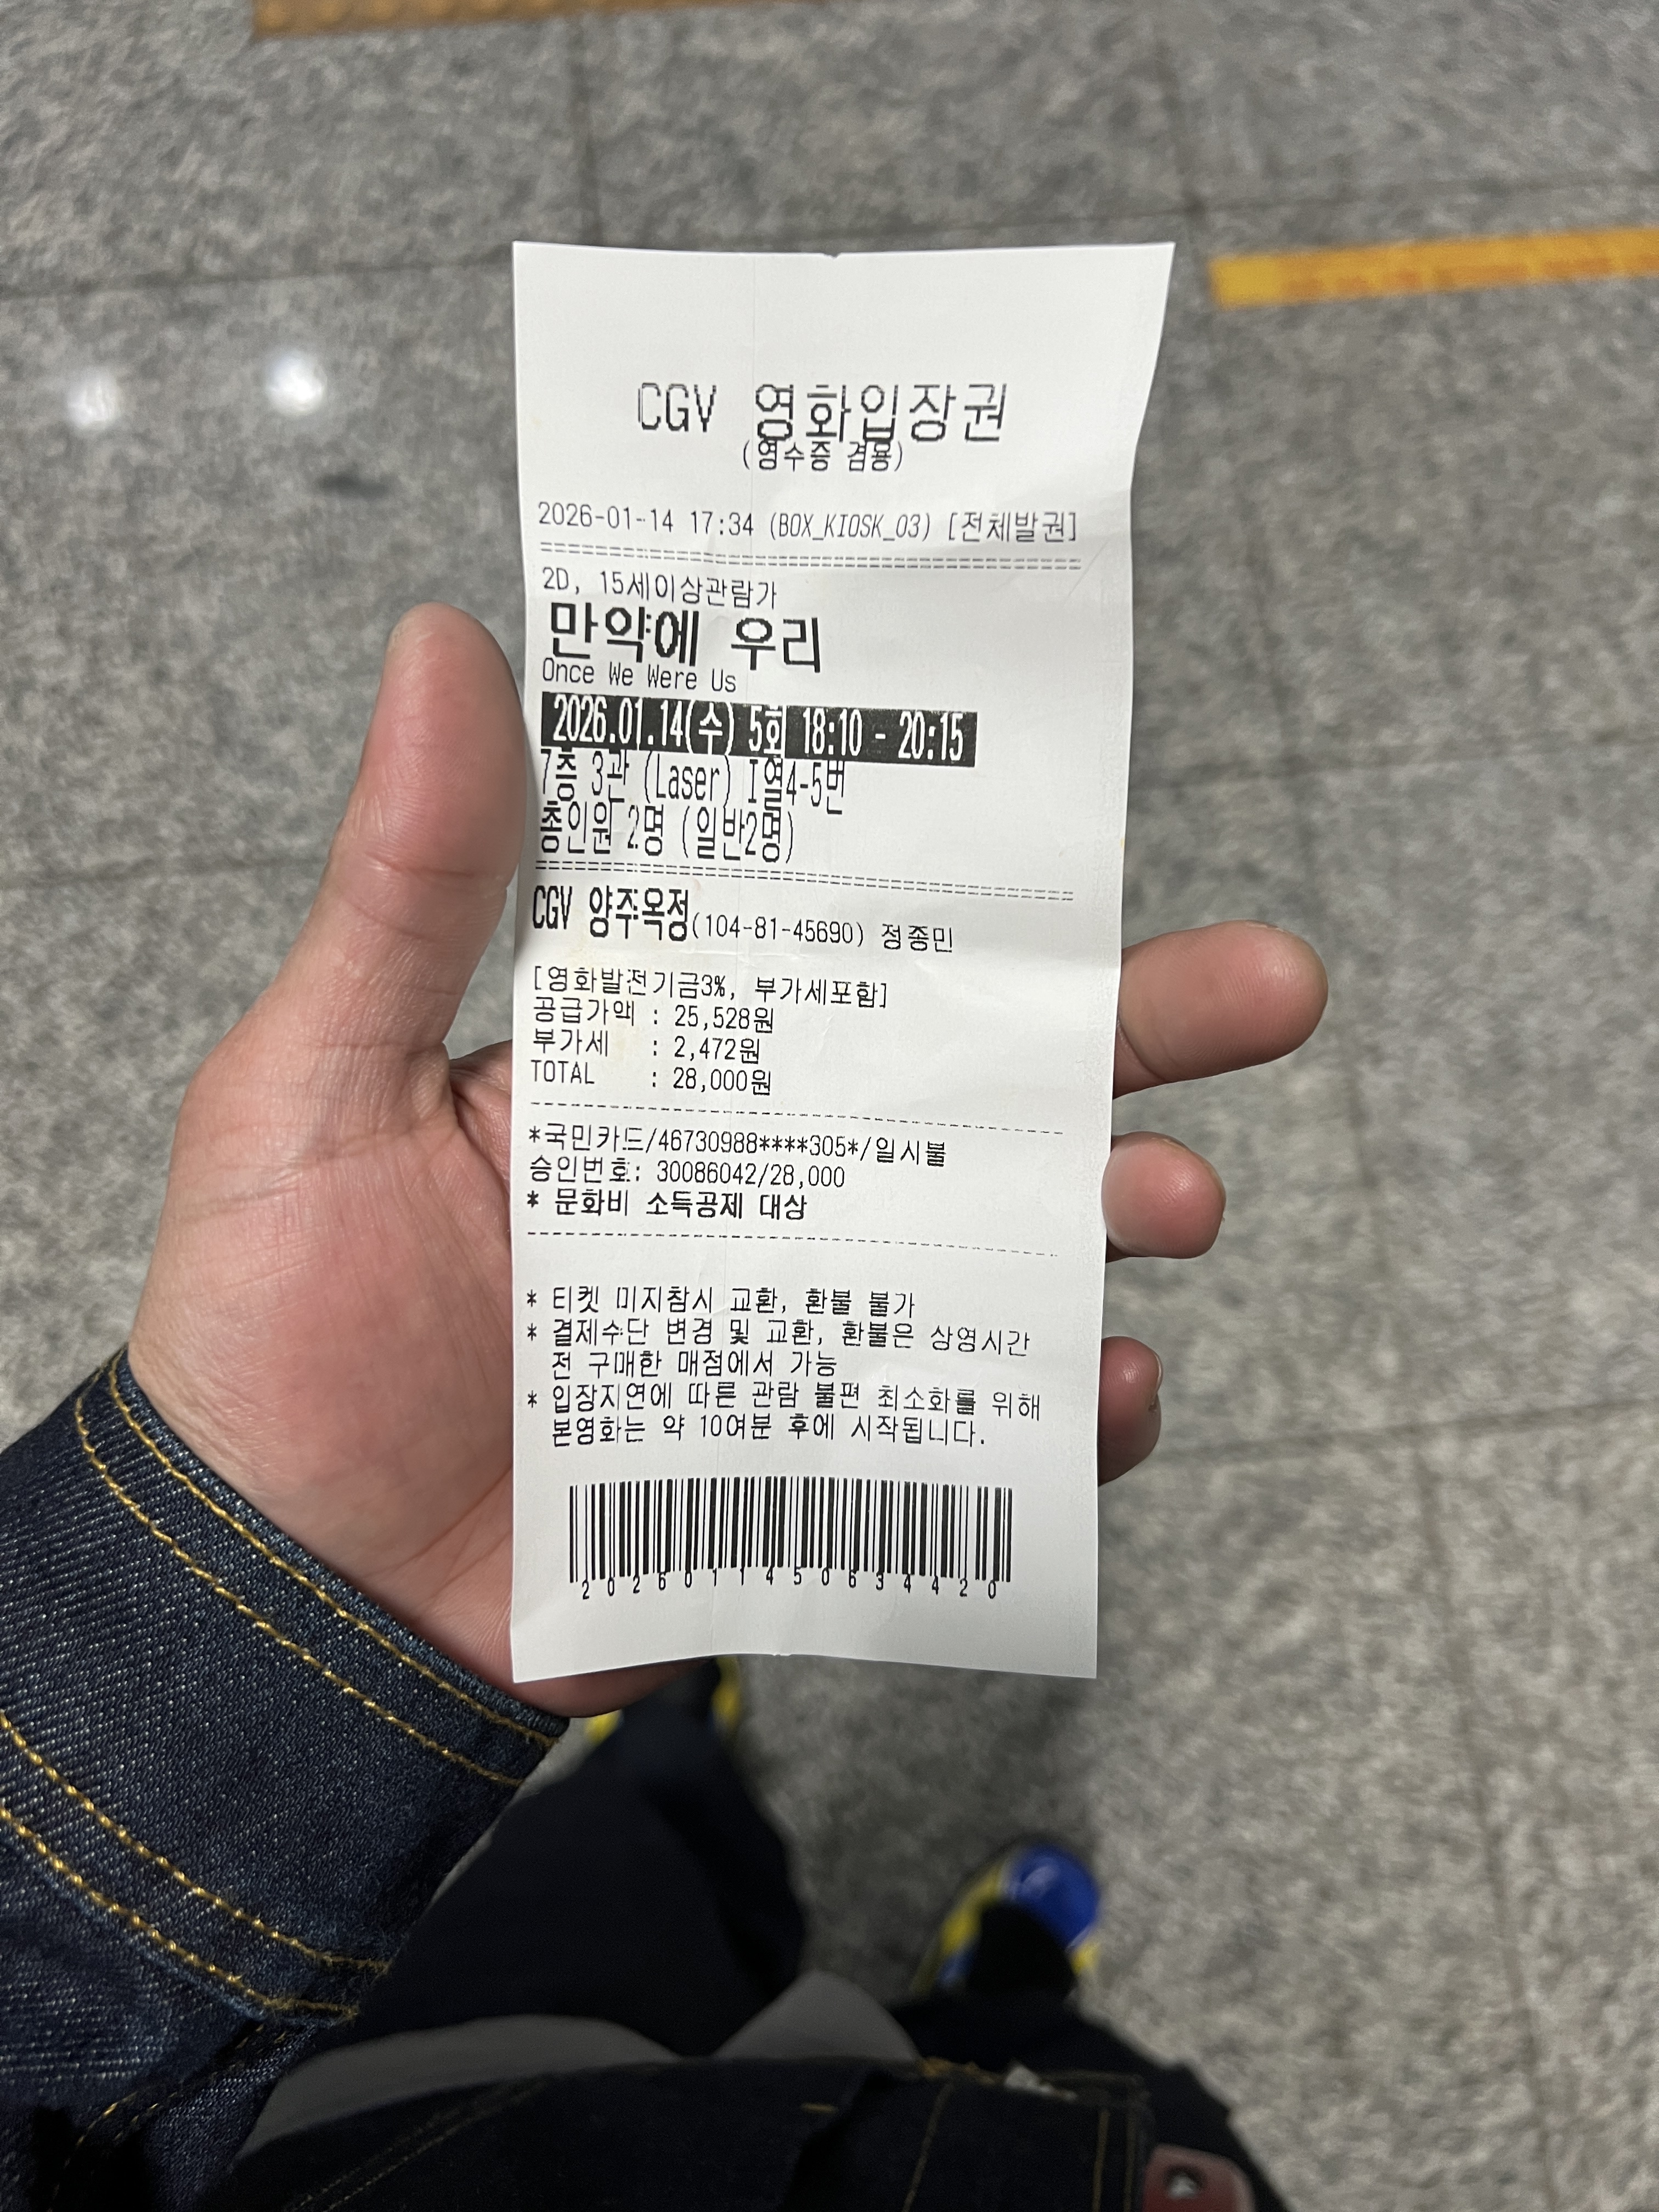 CGV 영화입장권
(영수증 겸용)
2026-01-14 17:34 (BOX_KIOSK_03) [전체발권]
2D, 15세이상관람가
만약에 우리
Once We Were Us
2026.01.14(수) 5회 18:10 - 20:15
7층 3관 (Laser) I열4-5번
총인원 2명 (일반2명)
CGV 양주옥정(104-81-45690) 정종민
[영화발전기금3%, 부가세포함]
공급가액 : 25,528원
부가세 : 2,472원
TOTAL : 28,000원
*국민카드/46730988****305*/일시불
승인번호: 30086042/28,000
* 문화비 소득공제 대상
* 티켓 미지참시 교환, 환불 불가
* 결제수단 변경 및 교환, 환불은 상영시간
전 구매한 매점에서 가능
* 입장지연에 따른 관람 불편 최소화를 위해
본영화는 약 10여분 후에 시작됩니다.
2026011450634420